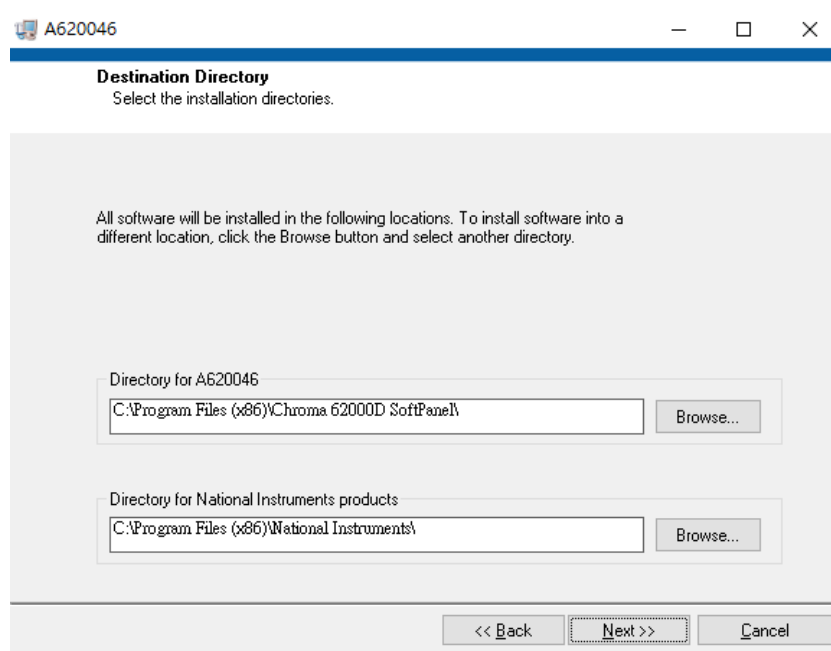 A620046
Destination Directory
Select the installation directories.
All software will be installed in the following locations. To install software into a
different location, click the Browse button and select another directory.
Directory for A620046
C:\Program Files (x86)\Chroma 62000D SoftPanel\
Browse...
Directory for National Instruments products
C:\Program Files (x86)\National Instruments\
Browse...
<< Back
Next >>
Cancel